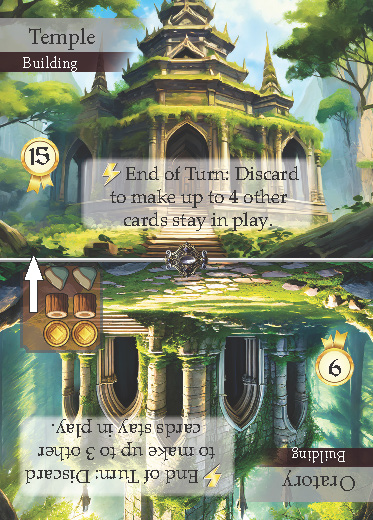 Temple
Building
15
End of Turn: Discard
to make up to 4 other
cards stay in play.
6
Oratory
Building
End of Turn: Discard
to make up to 3 other
cards stay in play.